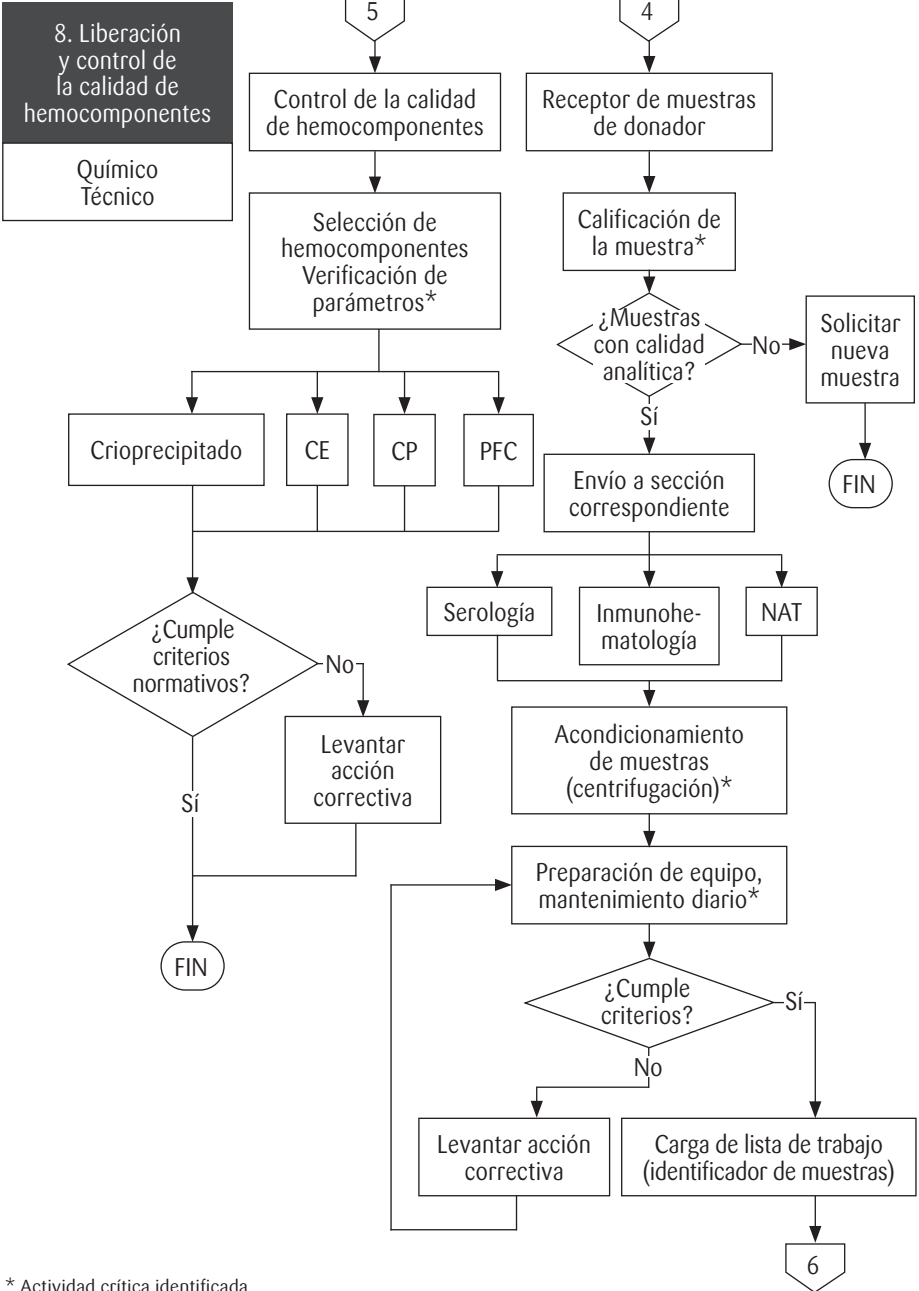 8. Liberación
y control de
la calidad de
hemocomponentes
Químico
Técnico
5
Control de la calidad
de hemocomponentes
Selección de
hemocomponentes
Verificación de
parámetros*
Crioprecipitado
CE
CP
PFC
¿Cumple
criterios
normativos?
No
Levantar
acción
correctiva
Sí
FIN
4
Receptor de muestras
de donador
Calificación de
la muestra*
¿Muestras
con calidad
analítica?
No
Solicitar
nueva
muestra
FIN
Sí
Envío a sección
correspondiente
Serología
Inmunohe-
matología
NAT
Acondicionamiento
de muestras
(centrifugación)*
Preparación de equipo,
mantenimiento diario*
¿Cumple
criterios?
Sí
No
Levantar acción
correctiva
Carga de lista de trabajo
(identificador de muestras)
6
* Actividad crítica identificada